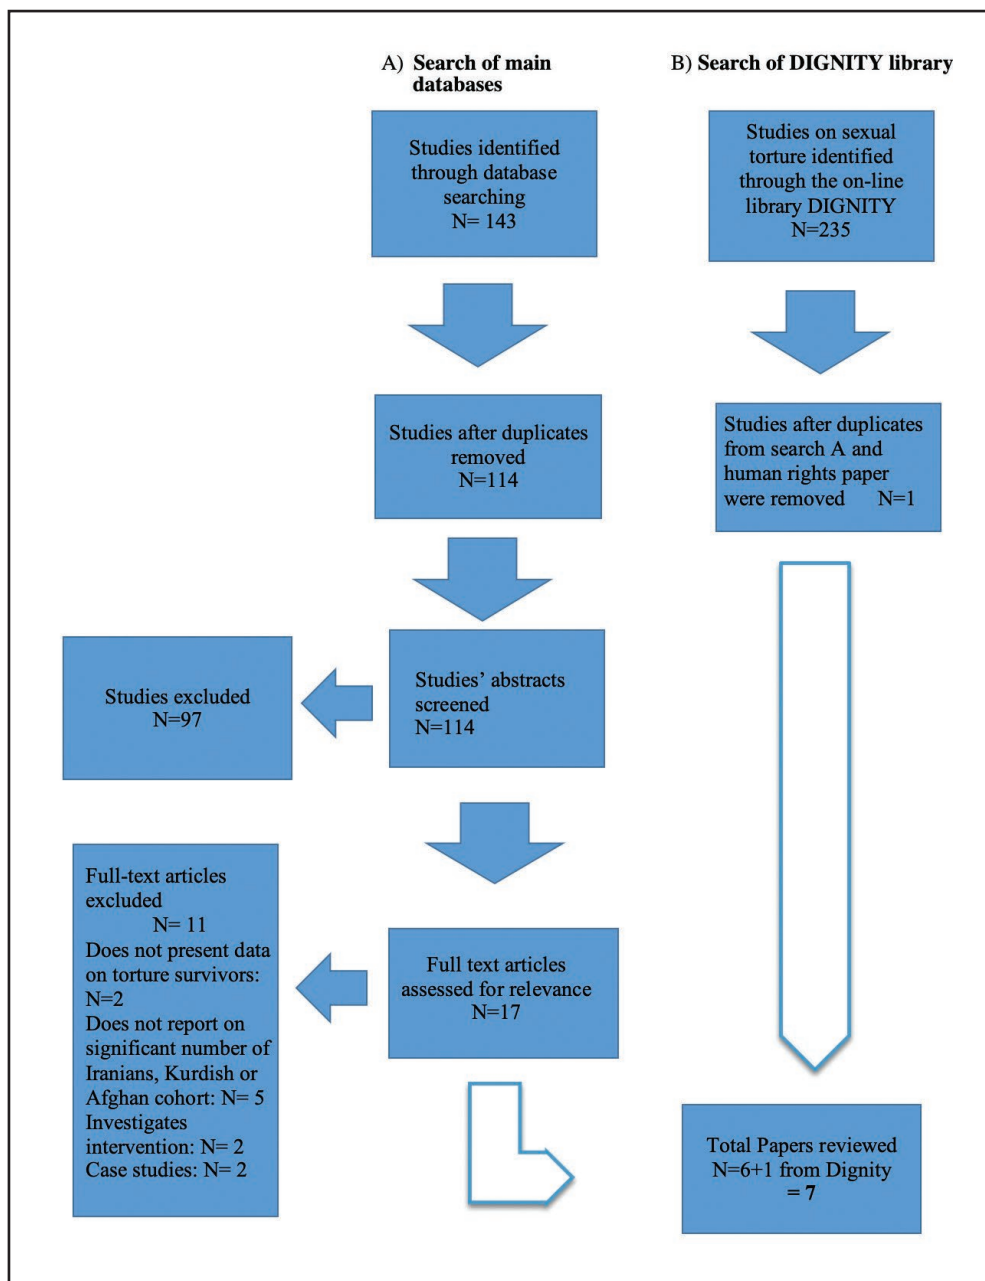 A) Search of main
databases
Studies identified
through database
searching
N= 143
Studies after duplicates
removed
N=114
Studies’ abstracts
screened
N=114
Studies excluded
N=97
Full text articles
assessed for relevance
N=17
Full-text articles
excluded
N= 11
Does not present data
on torture survivors:
N=2
Does not report on
significant number of
Iranians, Kurdish or
Afghan cohort: N= 5
Investigates
intervention: N= 2
Case studies: N= 2
B) Search of DIGNITY library
Studies on sexual
torture identified
through the on-line
library DIGNITY
N=235
Studies after duplicates
from search A and
human rights paper
were removed N=1
Total Papers reviewed
N=6+1 from Dignity
= 7